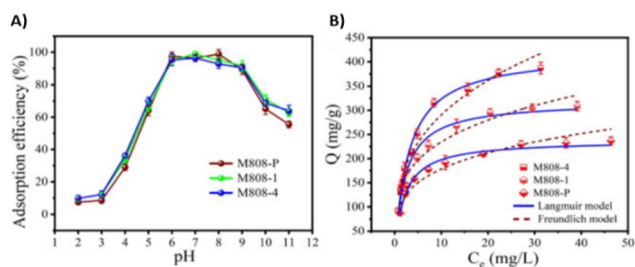 A)
Adsorption efficiency (%)
100
80
60
40
20
0
M808-P
M808-1
M808-4
1 2 3 4 5 6 7 8 9 10 11 12
pH
B)
Q (mg/g)
450
400
350
300
250
200
150
100
50
M808-4
M808-1
M808-P
Langmuir model
Freundlich model
0 10 20 30 40 50
Ce (mg/L)